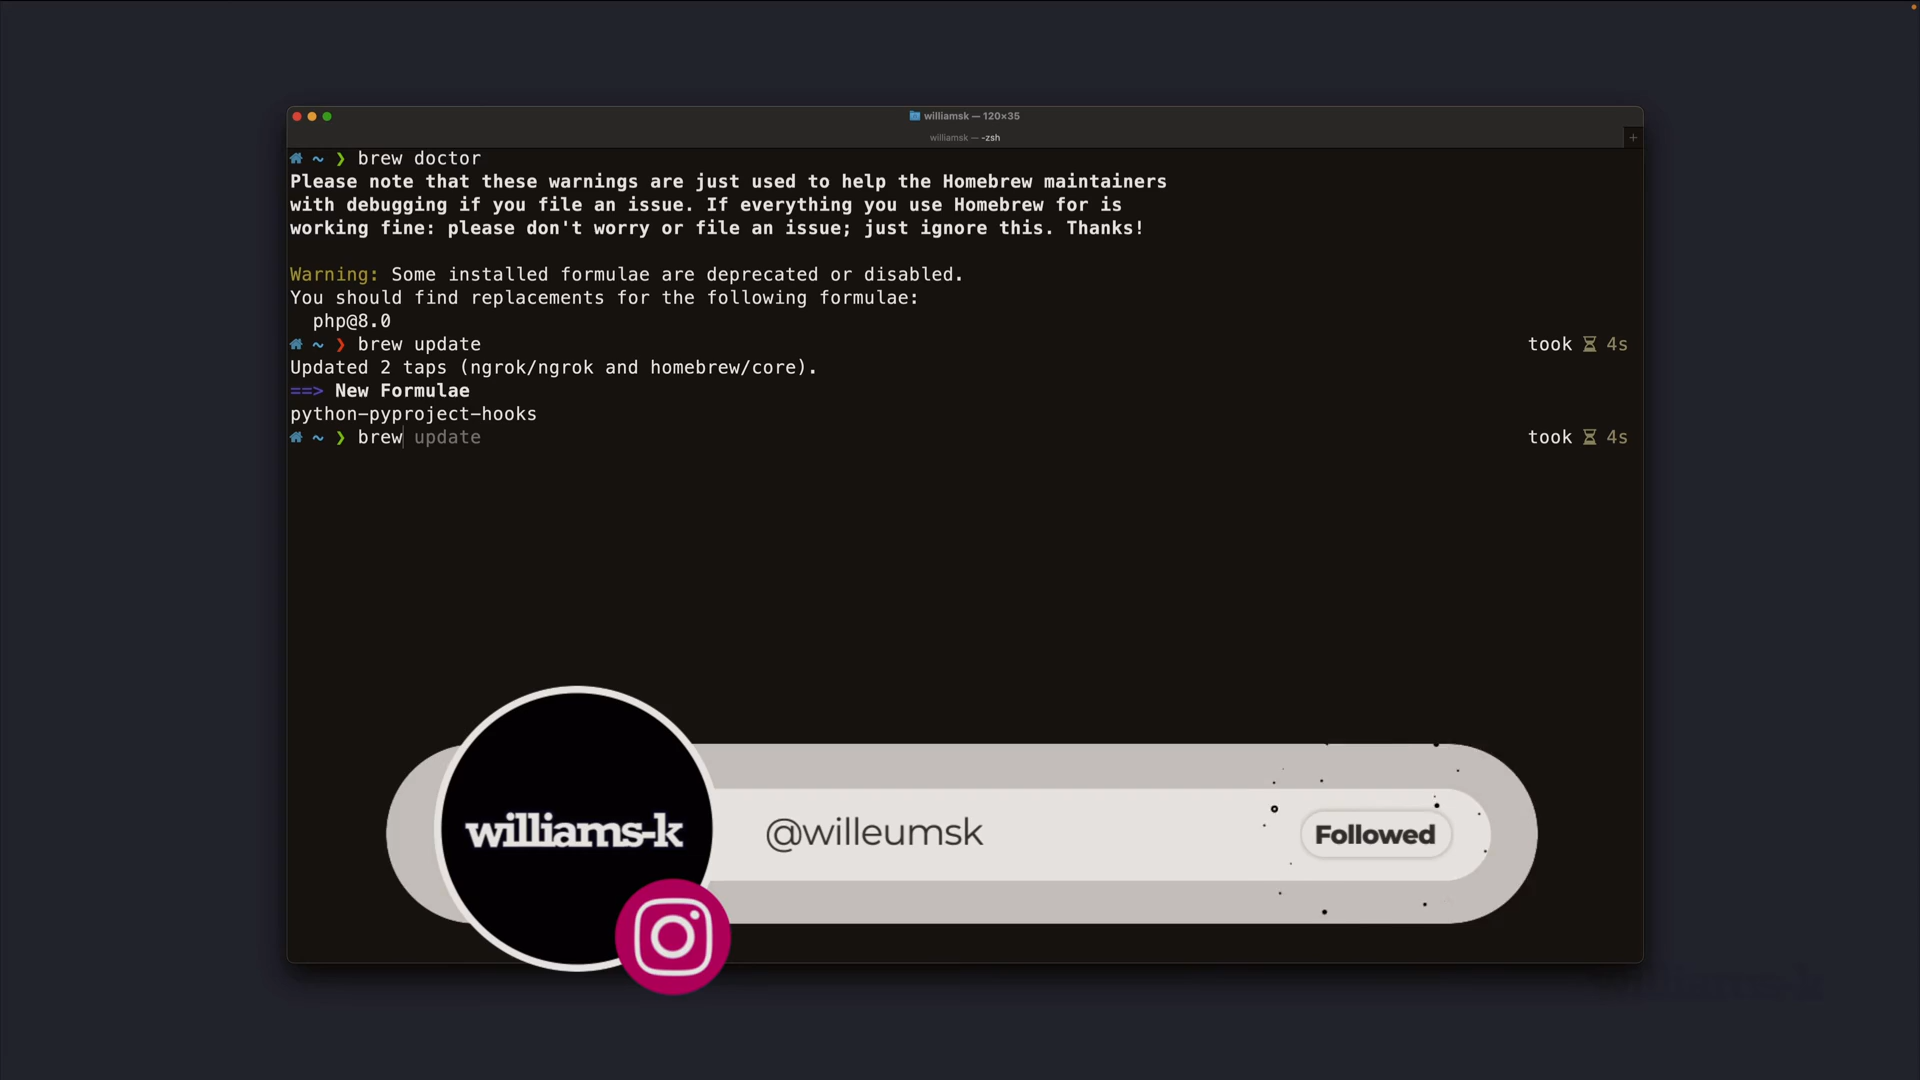 williamsk — 120×35
williamsk — -zsh
~ ❯ brew doctor
Please note that these warnings are just used to help the Homebrew maintainers
with debugging if you file an issue. If everything you use Homebrew for is
working fine: please don't worry or file an issue; just ignore this. Thanks!
Warning: Some installed formulae are deprecated or disabled.
You should find replacements for the following formulae:
php@8.0
~ ❯ brew update took 4s
Updated 2 taps (ngrok/ngrok and homebrew/core).
==> New Formulae
python-pyproject-hooks
~ ❯ brew update took 4s
williams-k
@willeumsk
Followed